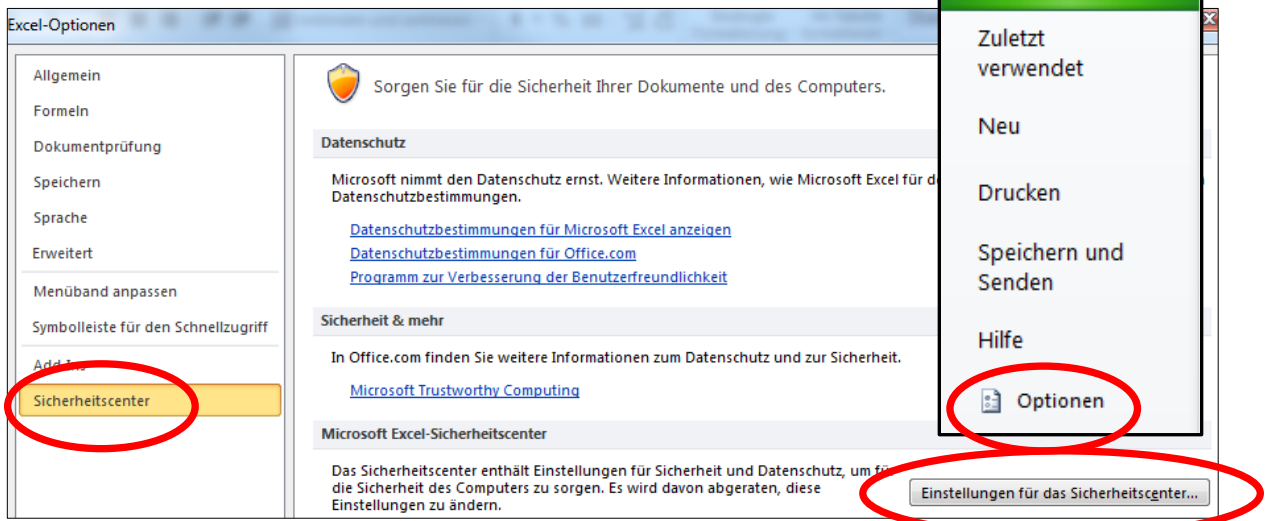 Excel-Optionen
Allgemein
Formeln
Dokumentprüfung
Speichern
Sprache
Erweitert
Menüband anpassen
Symbolleiste für den Schnellzugriff
Add-Ins
Sicherheitscenter
Sorgen Sie für die Sicherheit Ihrer Dokumente und des Computers.
Datenschutz
Microsoft nimmt den Datenschutz ernst. Weitere Informationen, wie Microsoft Excel für
Datenschutzbestimmungen.
Datenschutzbestimmungen für Microsoft Excel anzeigen
Datenschutzbestimmungen für Office.com
Programm zur Verbesserung der Benutzerfreundlichkeit
Sicherheit & mehr
In Office.com finden Sie weitere Informationen zum Datenschutz und zur Sicherheit.
Microsoft Trustworthy Computing
Microsoft Excel-Sicherheitscenter
Das Sicherheitscenter enthält Einstellungen für Sicherheit und Datenschutz, um für
die Sicherheit des Computers zu sorgen. Es wird davon abgeraten, diese
Einstellungen zu ändern.
Einstellungen für das Sicherheitscenter...
Zuletzt
verwendet
Neu
Drucken
Speichern und
Senden
Hilfe
Optionen